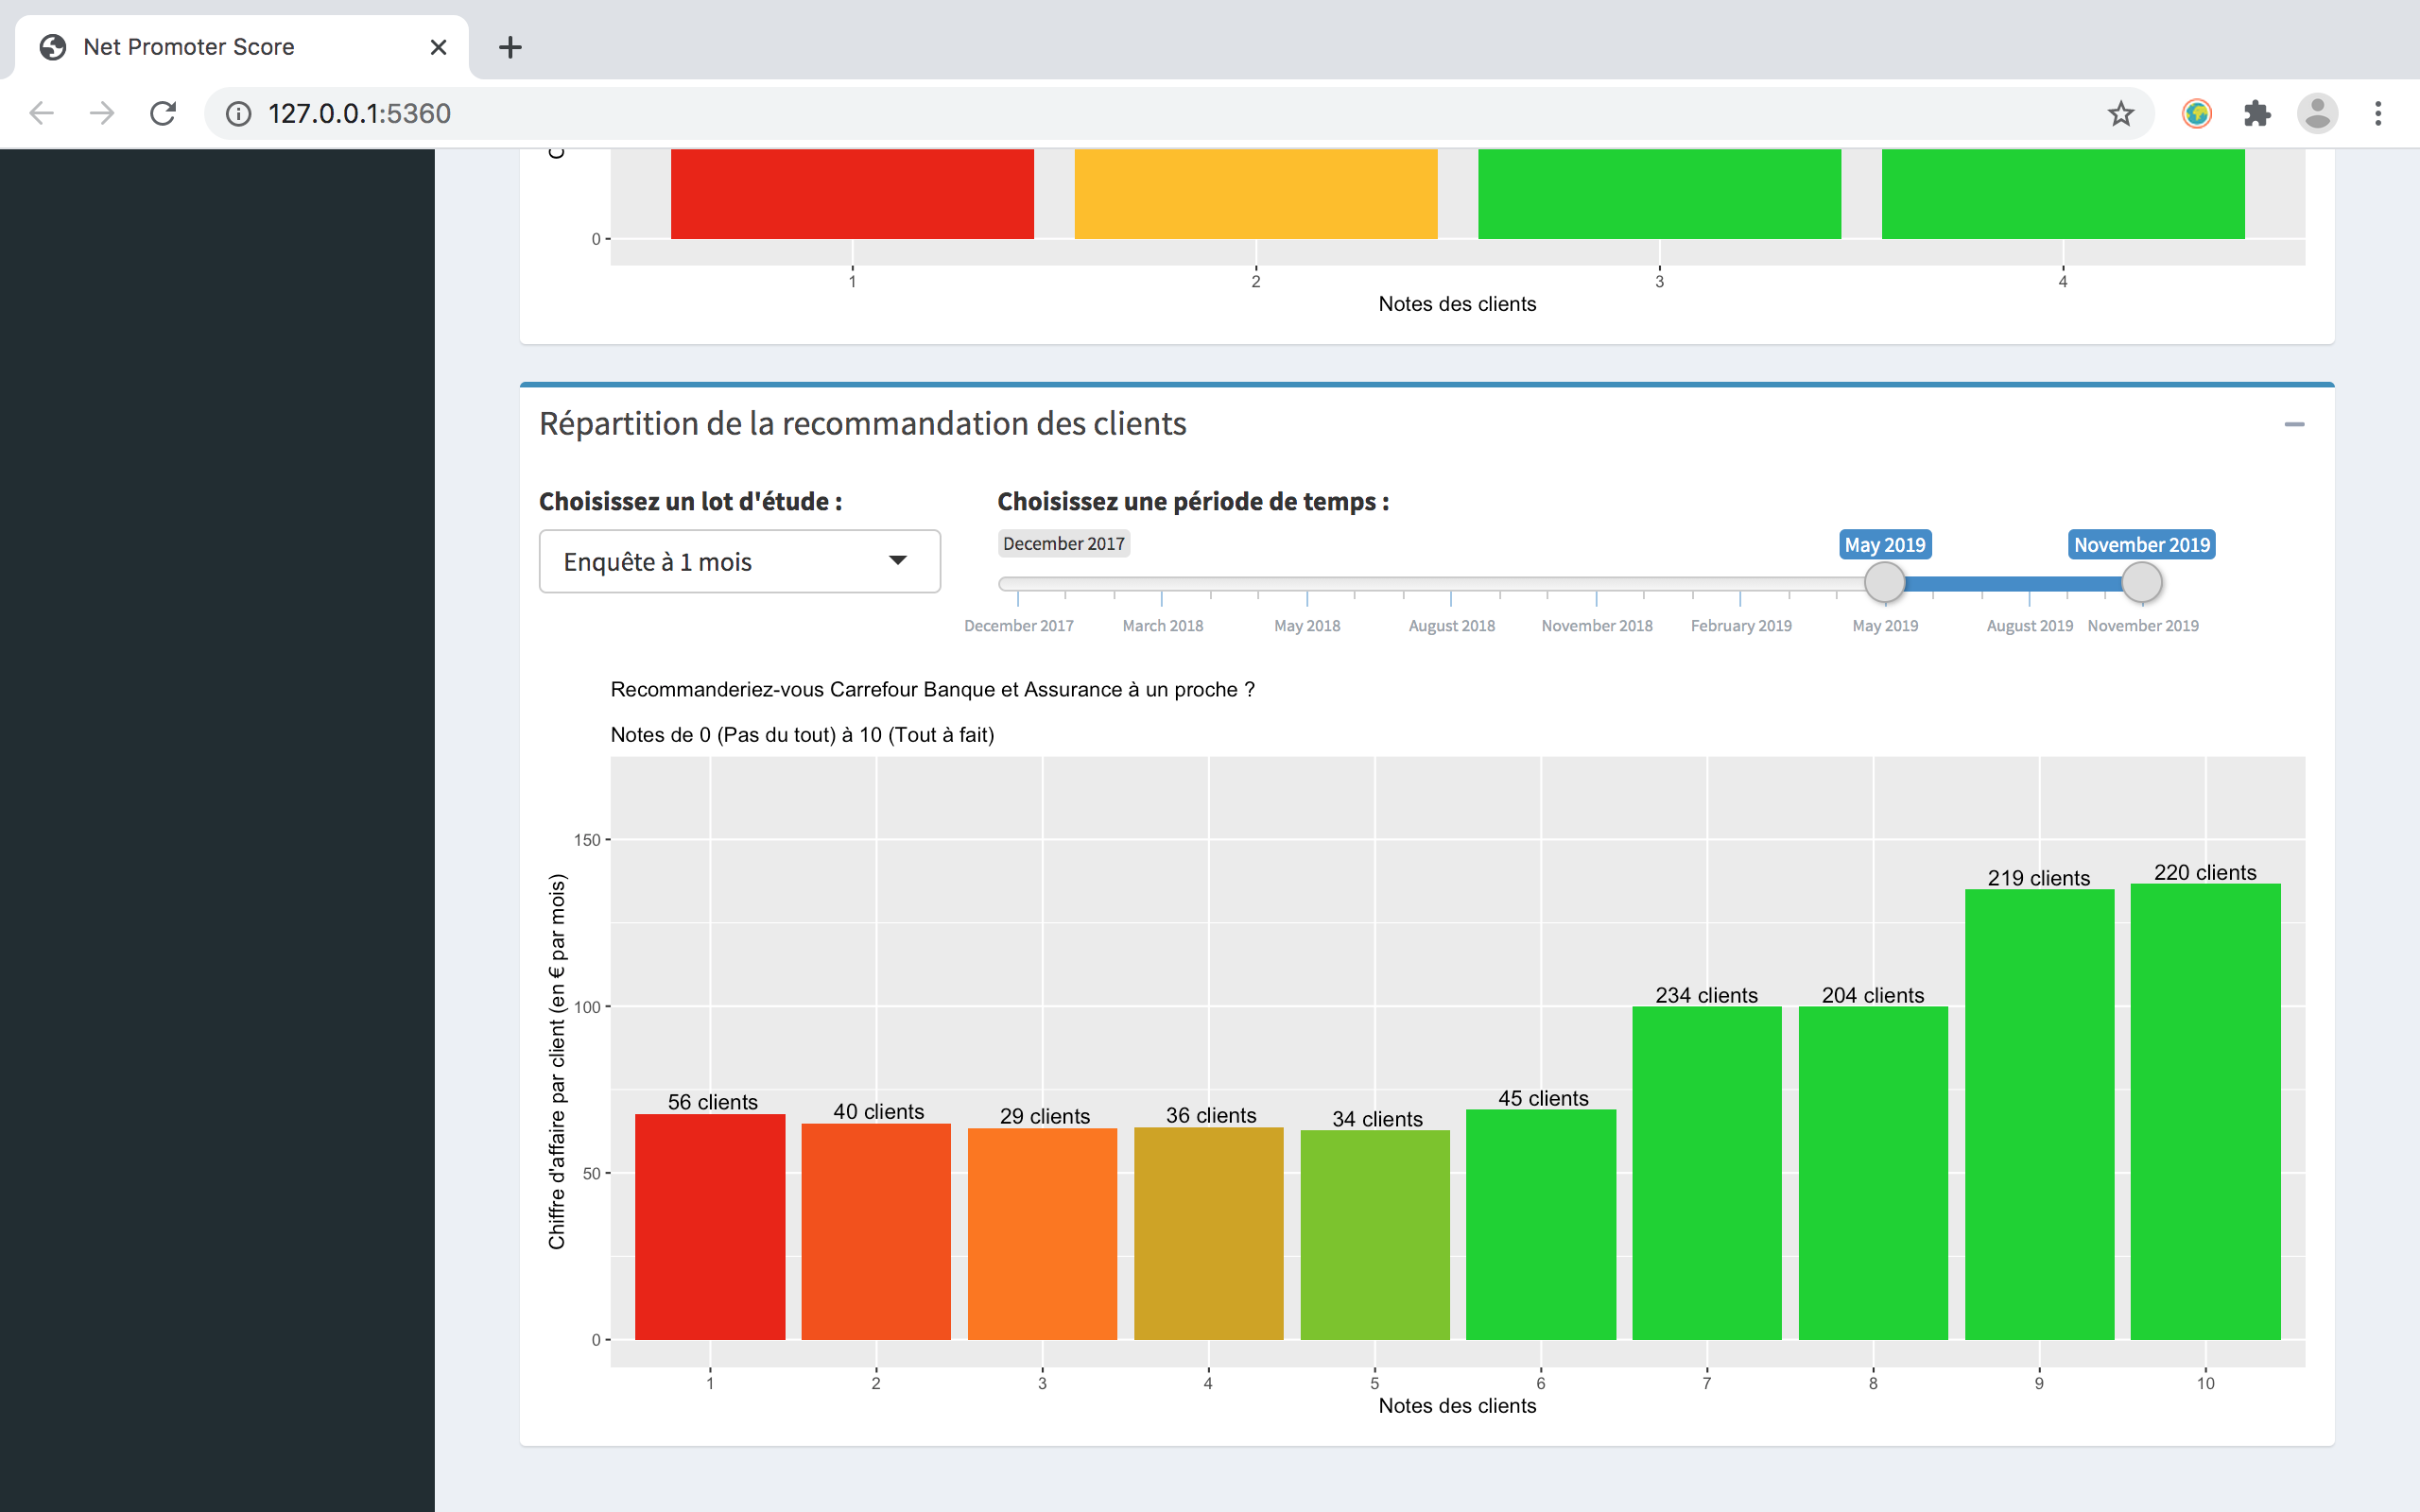 Net Promoter Score
127.0.0.1:5360
0
1 2 3 4
Notes des clients
Répartition de la recommandation des clients
Choisissez un lot d'étude :
Enquête à 1 mois
Choisissez une période de temps :
December 2017 May 2019 November 2019
December 2017 March 2018 May 2018 August 2018 November 2018 February 2019 May 2019 August 2019 November 2019
Recommanderiez-vous Carrefour Banque et Assurance à un proche ?
Notes de 0 (Pas du tout) à 10 (Tout à fait)
Chiffre d'affaire par client (en € par mois)
150
100
50
0
56 clients
40 clients
29 clients
36 clients
34 clients
45 clients
234 clients
204 clients
219 clients
220 clients
1 2 3 4 5 6 7 8 9 10
Notes des clients